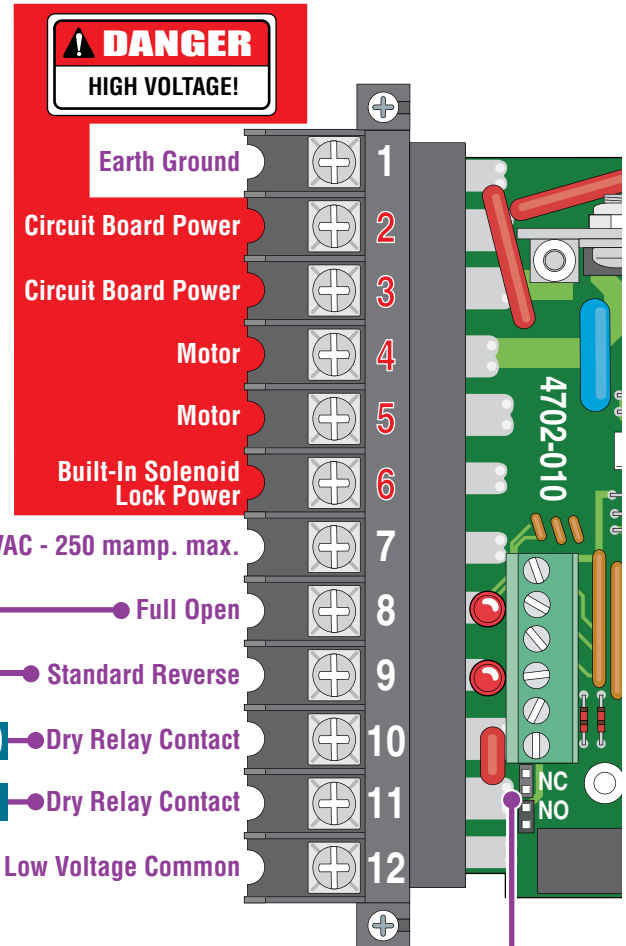 DANGER
HIGH VOLTAGE!
Earth Ground 1
Circuit Board Power 2
Circuit Board Power 3
Motor 4
Motor 5
Built-In Solenoid
Lock Power 6
VAC - 250 mamp. max. 7
Full Open 8
Standard Reverse 9
) Dry Relay Contact 10
Dry Relay Contact 11
Low Voltage Common 12
4702-010
NC
NO